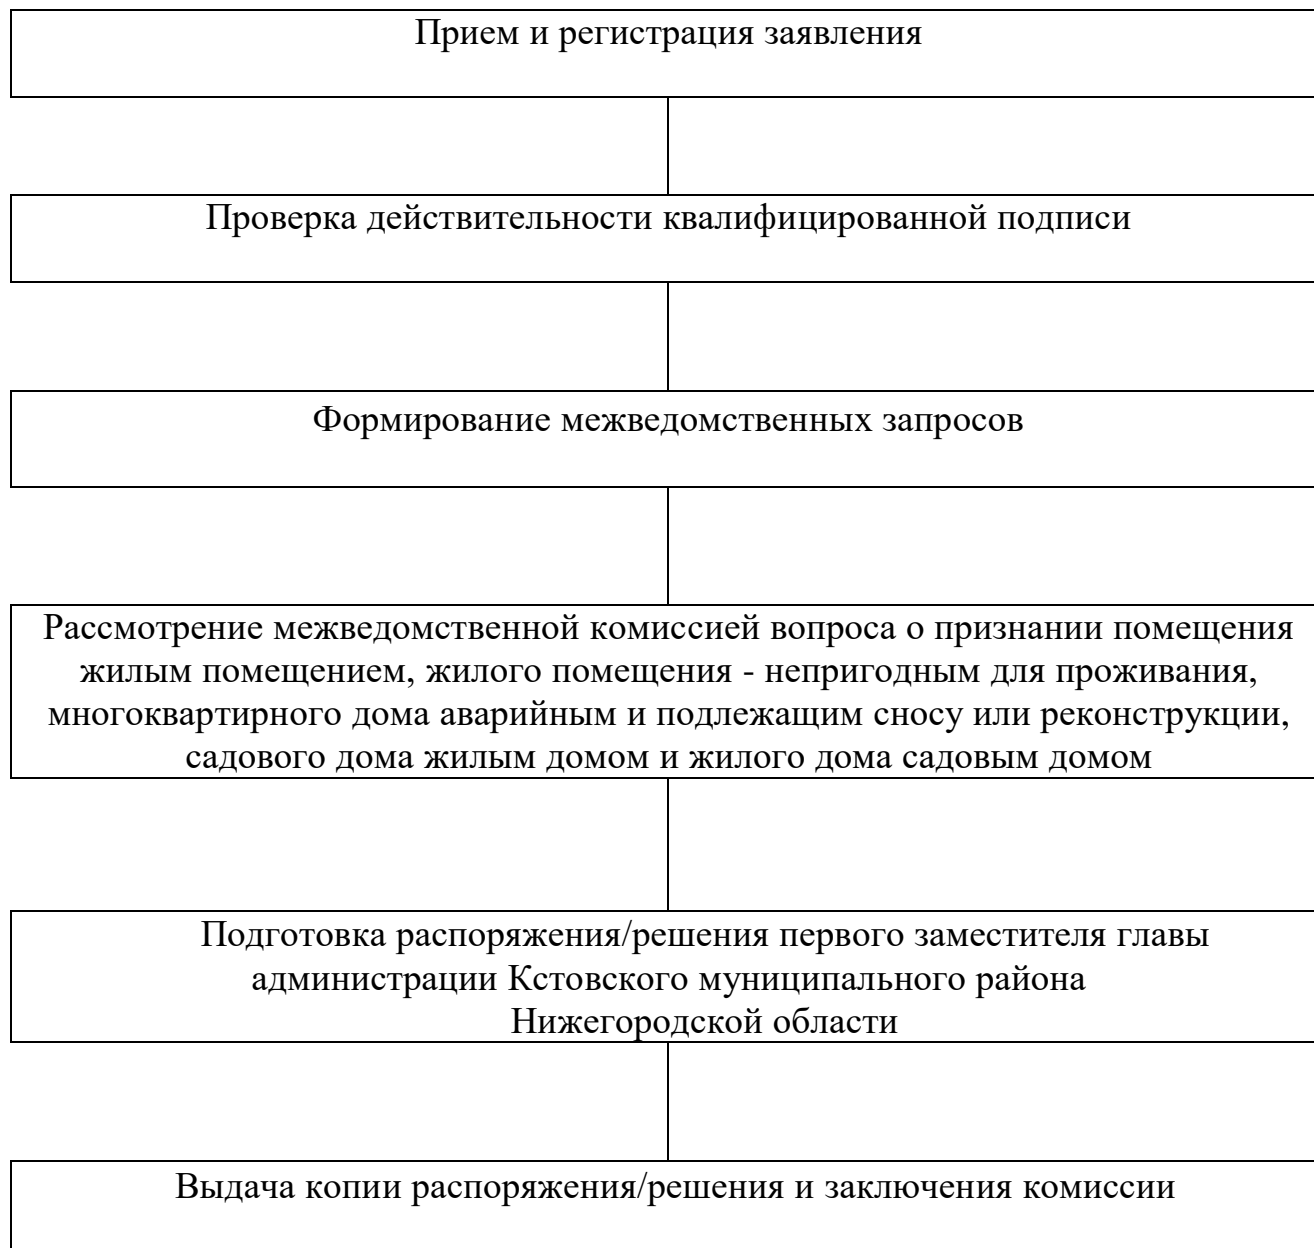 Прием и регистрация заявления
Проверка действительности квалифицированной подписи
Формирование межведомственных запросов
Рассмотрение межведомственной комиссией вопроса о признании помещения
жилым помещением, жилого помещения - непригодным для проживания,
многоквартирного дома аварийным и подлежащим сносу или реконструкции,
садового дома жилым домом и жилого дома садовым домом
Подготовка распоряжения/решения первого заместителя главы
администрации Кстовского муниципального района
Нижегородской области
Выдача копии распоряжения/решения и заключения комиссии